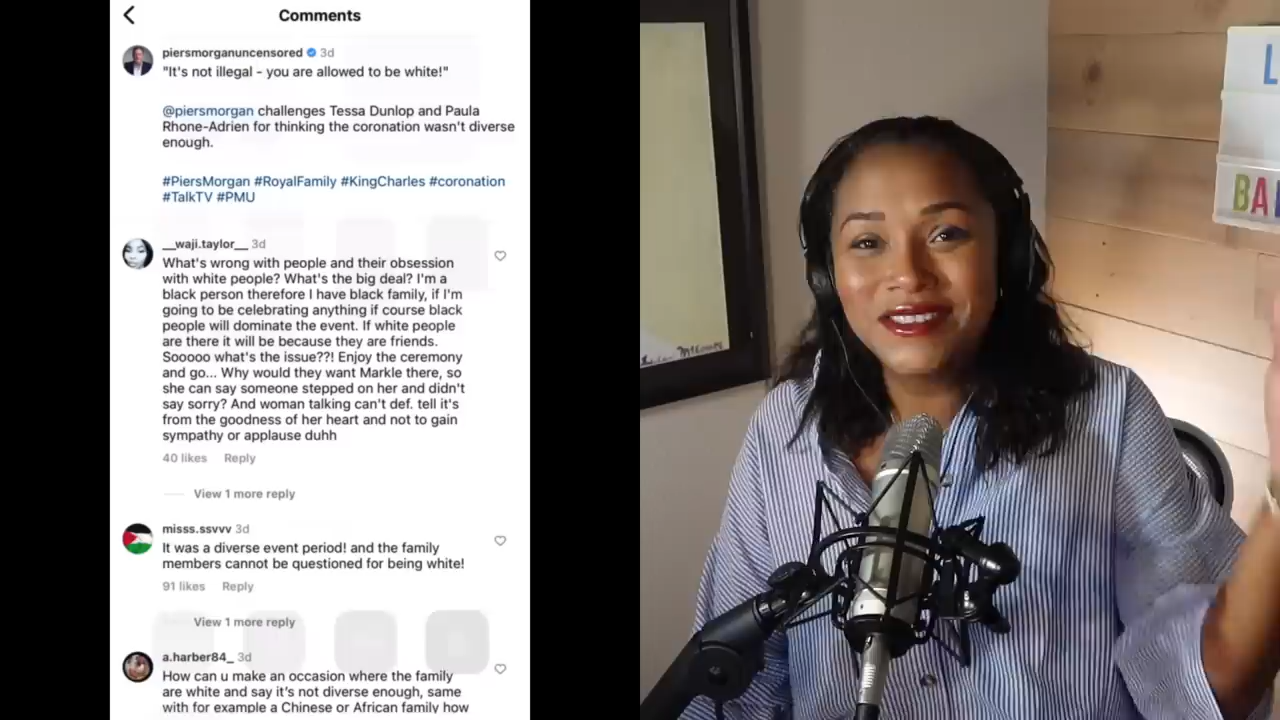 Comments
piersmorganuncensored 3d
"It's not illegal - you are allowed to be white!"
@piersmorgan challenges Tessa Dunlop and Paula
Rhone-Adrien for thinking the coronation wasn't diverse
enough.
#PiersMorgan #RoyalFamily #KingCharles #coronation
#TalkTV #PMU
__waji.taylor__ 3d
What's wrong with people and their obsession
with white people? What's the big deal? I'm a
black person therefore I have black family, if I'm
going to be celebrating anything if course black
people will dominate the event. If white people
are there it will be because they are friends.
Sooooo what's the issue??! Enjoy the ceremony
and go... Why would they want Markle there, so
she can say someone stepped on her and didn't
say sorry? And woman talking can't def. tell it's
from the goodness of her heart and not to gain
sympathy or applause duhh
40 likes Reply
View 1 more reply
misss.ssvvv 3d
It was a diverse event period! and the family
members cannot be questioned for being white!
91 likes Reply
View 1 more reply
a.harber84_ 3d
How can u make an occasion where the family
are white and say it's not diverse enough, same
with for example a Chinese or African family how
L
BA